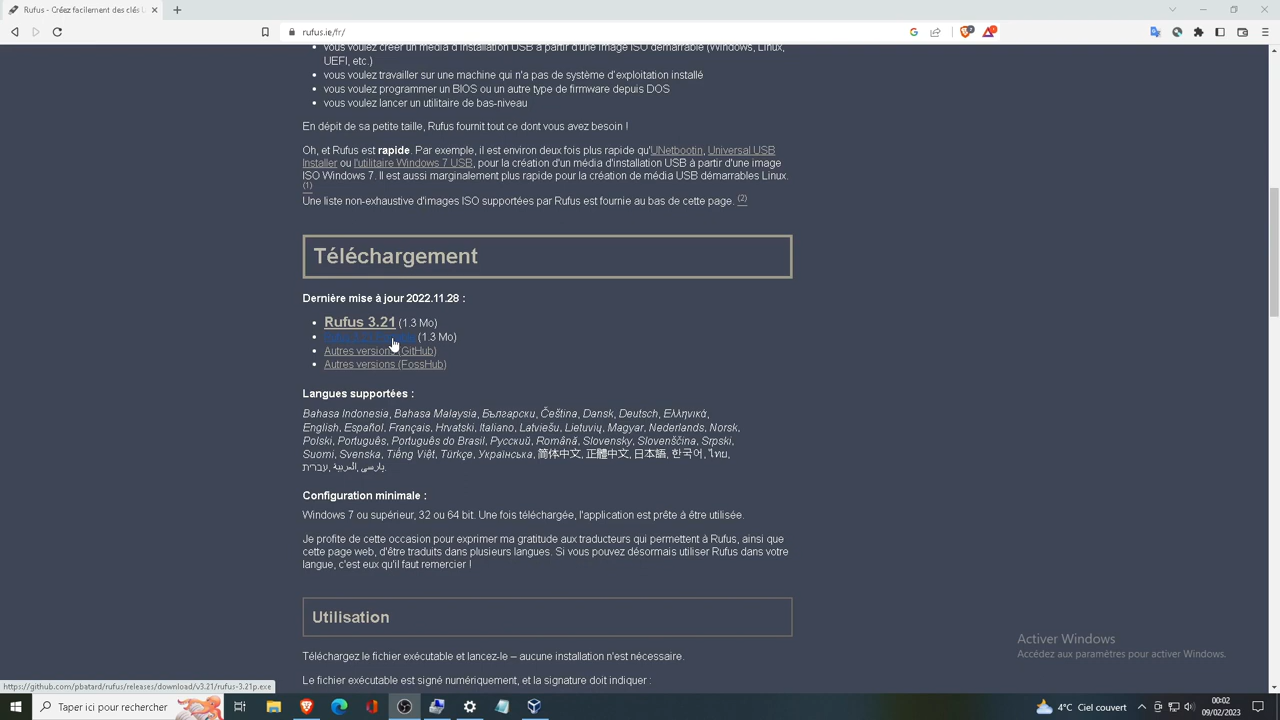 Rufus - Créez facilement des clés
rufus.ie/fr/
vous voulez créer un média d'installation USB à partir d'une image ISO démarrable (Windows, Linux,
UEFI, etc.)
vous voulez travailler sur une machine qui n'a pas de système d'exploitation installé
vous voulez programmer un BIOS ou un autre type de firmware depuis DOS
vous voulez lancer un utilitaire de bas-niveau
En dépit de sa petite taille, Rufus fournit tout ce dont vous avez besoin !
Oh, et Rufus est rapide. Par exemple, il est environ deux fois plus rapide qu'UNetbootin, Universal USB
Installer ou l'utilitaire Windows 7 USB, pour la création d'un média d'installation USB à partir d'une image
ISO Windows 7. Il est aussi marginalement plus rapide pour la création de média USB démarrables Linux.
(1)
Une liste non-exhaustive d'images ISO supportées par Rufus est fournie au bas de cette page. (2)
Téléchargement
Dernière mise à jour 2022.11.28 :
Rufus 3.21 (1.3 Mo)
(1.3 Mo)
Autres versions (GitHub)
Autres versions (FossHub)
Langues supportées :
Bahasa Indonesia, Bahasa Malaysia, Български, Čeština, Dansk, Deutsch, Ελληνικά,
English, Español, Français, Hrvatski, Italiano, Latviešu, Lietuvių, Magyar, Nederlands, Norsk,
Polski, Português, Português do Brasil, Русский, Română, Slovensky, Slovenščina, Srpski,
Suomi, Svenska, Tiếng Việt, Türkçe, Українська, 简体中文, 正體中文, 日本語, 한국어, ไทย,
עברית, العربية, پارسی.
Configuration minimale :
Windows 7 ou supérieur, 32 ou 64 bit. Une fois téléchargée, l'application est prête à être utilisée.
Je profite de cette occasion pour exprimer ma gratitude aux traducteurs qui permettent à Rufus, ainsi que
cette page web, d'être traduits dans plusieurs langues. Si vous pouvez désormais utiliser Rufus dans votre
langue, c'est eux qu'il faut remercier !
Utilisation
Téléchargez le fichier exécutable et lancez-le – aucune installation n'est nécessaire.
Le fichier exécutable est signé numériquement, et la signature doit indiquer :
Activer Windows
Accédez aux paramètres pour activer Windows.
https://github.com/pbatard/rufus/releases/download/v3.21/rufus-3.21p.exe
Taper ici pour rechercher
4°C Ciel couvert
00:02
09/02/2023